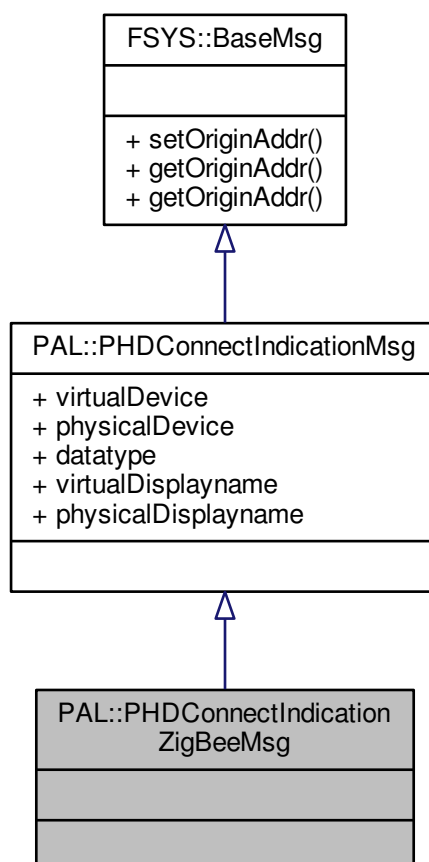 FSYS::BaseMsg
+ setOriginAddr()
+ getOriginAddr()
+ getOriginAddr()
PAL::PHDConnectIndicationMsg
+ virtualDevice
+ physicalDevice
+ datatype
+ virtualDisplayname
+ physicalDisplayname
PAL::PHDConnectIndication
ZigBeeMsg